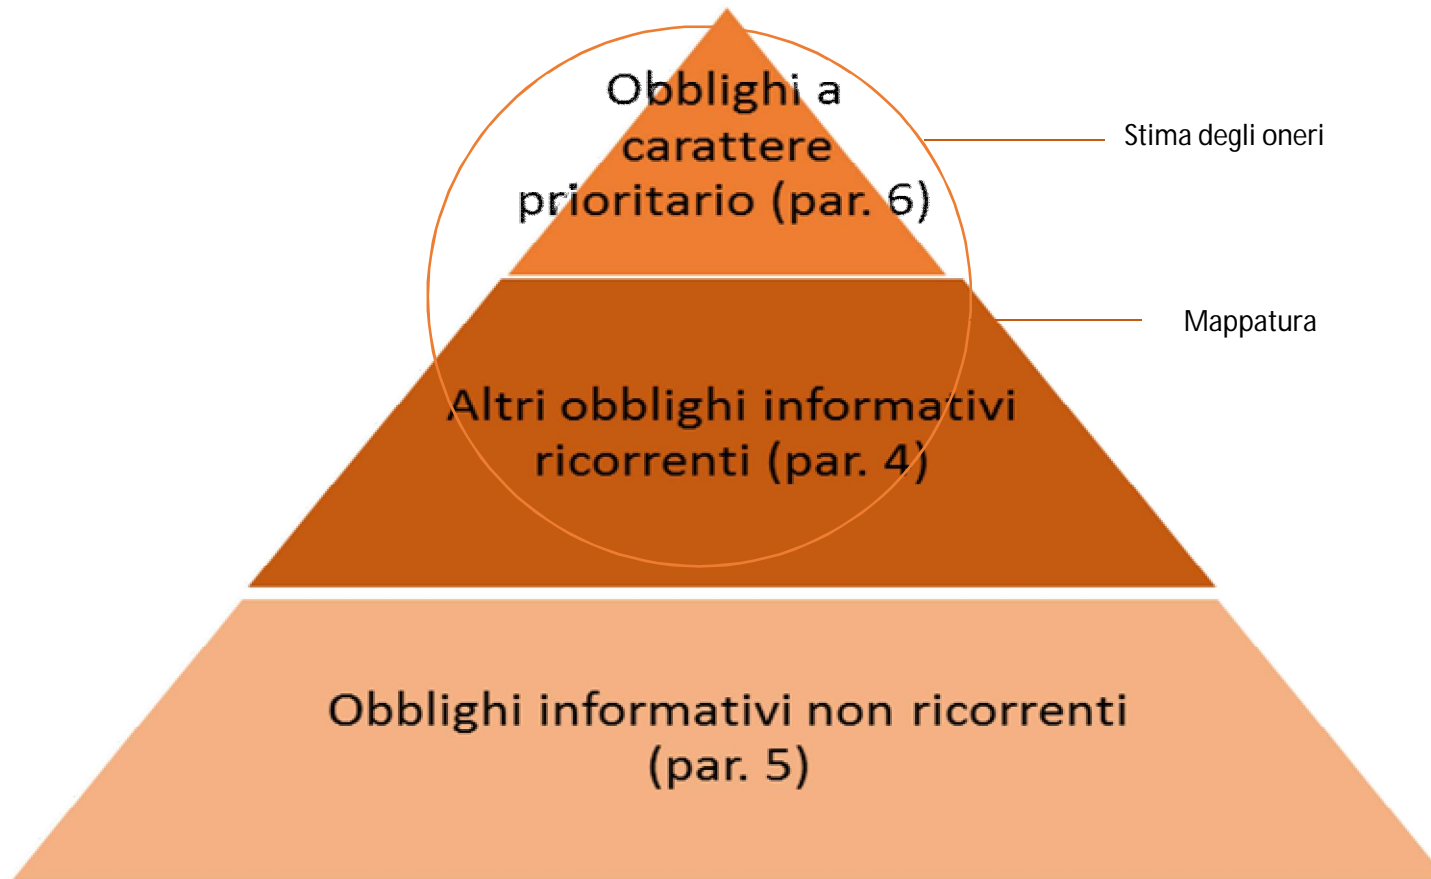 Obblighi a
carattere
prioritario (par. 6)
Stima degli oneri
Mappatura
Altri obblighi informativi
ricorrenti (par. 4)
Obblighi informativi non ricorrenti
(par. 5)